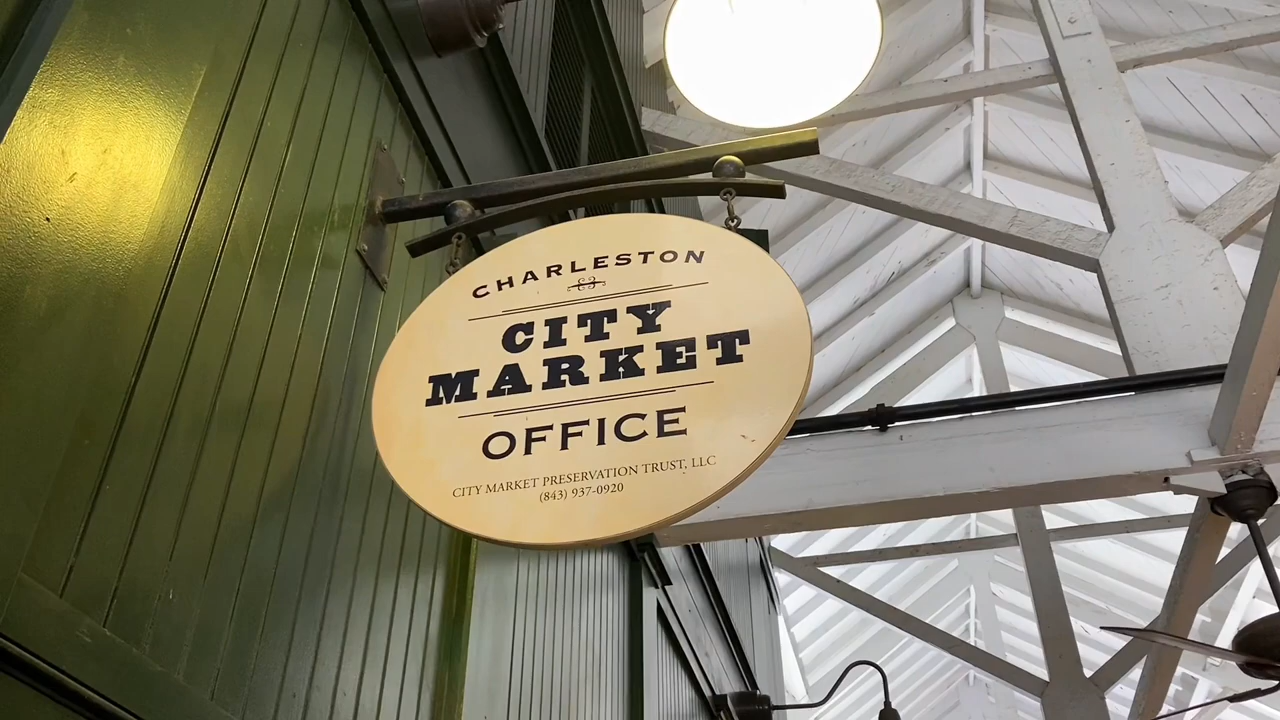 CHARLESTON
CITY
MARKET
OFFICE
CITY MARKET PRESERVATION TRUST, LLC
(843) 937-0920